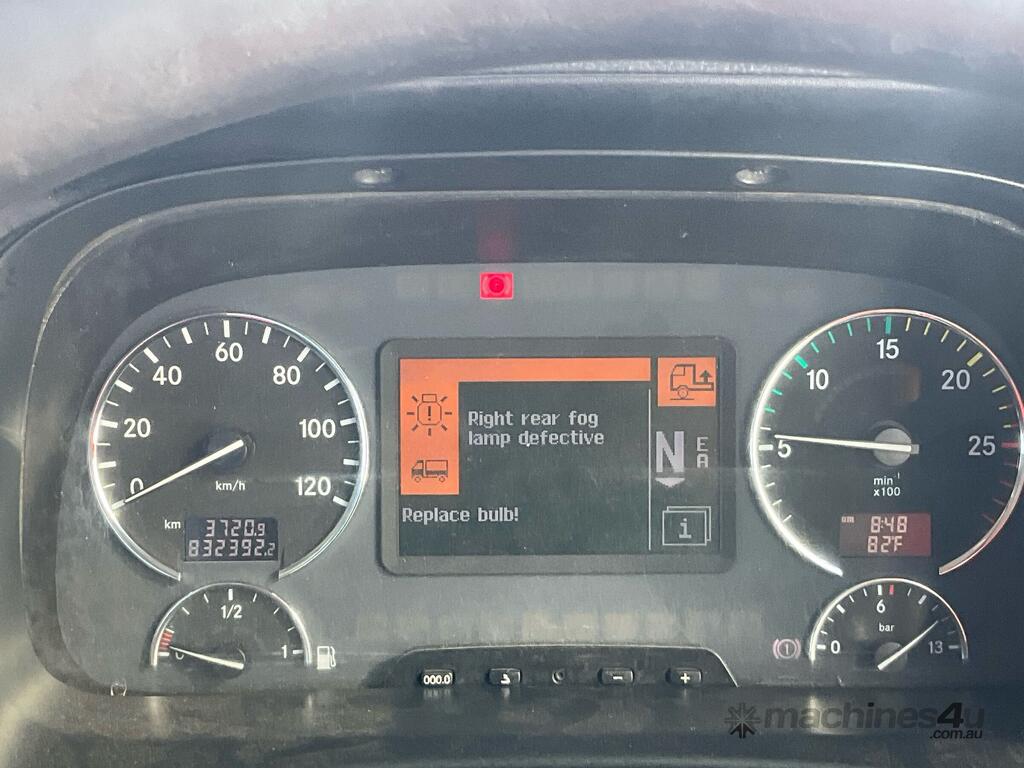 60
40
80
20
100
0
km/h
120
km
3720.9
832392.2
1/2
0
1
Right rear fog
lamp defective
Replace bulb!
N
E
A
i
15
10
20
5
25
min⁻¹
x100
am 8:48
82°F
6
bar
0
13
000.0
-
+
machines4u
.com.au